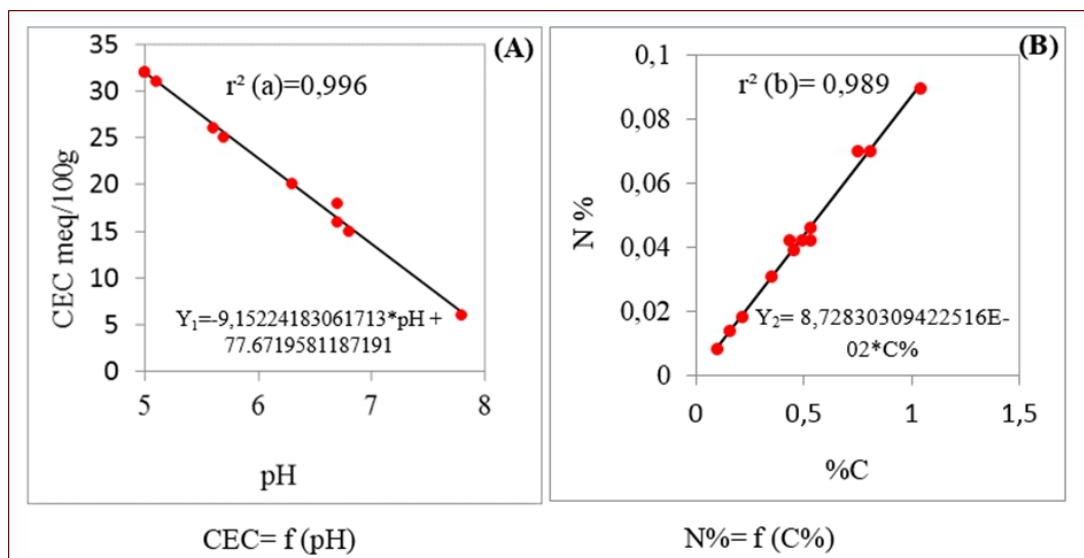 (A)
r² (a)=0,996
35
30
25
20
15
10
5
0
CEC meq/100g
Y₁=-9,15224183061713*pH +
77.6719581187191
5 6 7 8
pH
CEC= f (pH)
(B)
r² (b)= 0,989
0,1
0,08
0,06
0,04
0,02
0
N %
Y₂= 8,72830309422516E-
02*C%
0 0,5 1 1,5
%C
N%= f (C%)